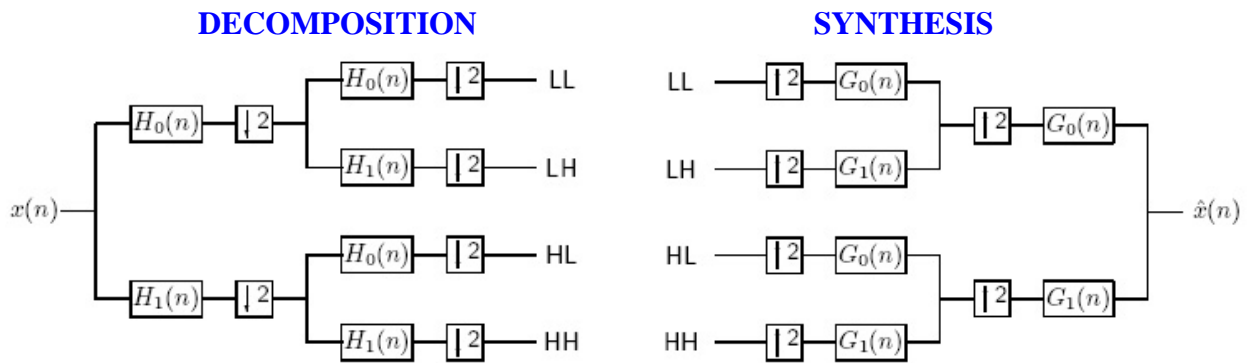 DECOMPOSITION SYNTHESIS
H₀(n) ↓2 LL LL ↑2 G₀(n)
H₀(n) ↓2 ↑2 G₀(n)
H₁(n) ↓2 LH LH ↑2 G₁(n)
x(n) x̂(n)
H₀(n) ↓2 HL HL ↑2 G₀(n)
H₁(n) ↓2 ↑2 G₁(n)
H₁(n) ↓2 HH HH ↑2 G₁(n)